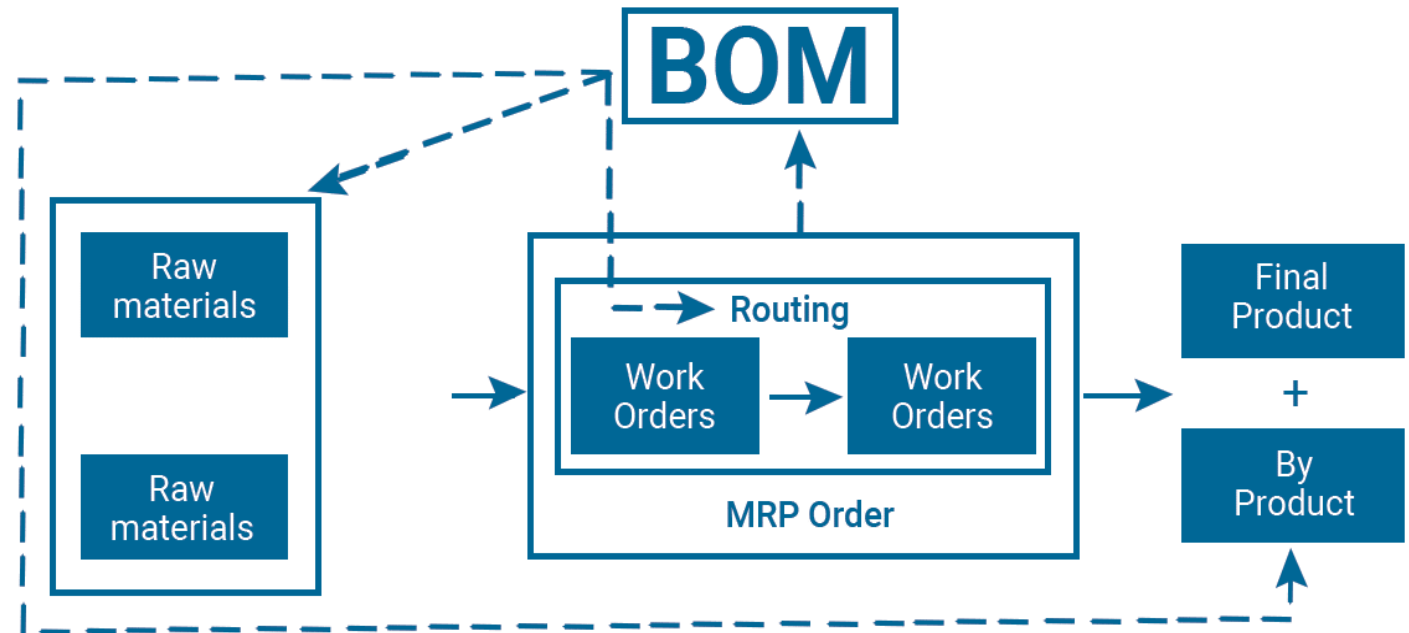 BOM
Raw
materials
Raw
materials
Routing
Work
Orders
Work
Orders
MRP Order
Final
Product
+
By
Product